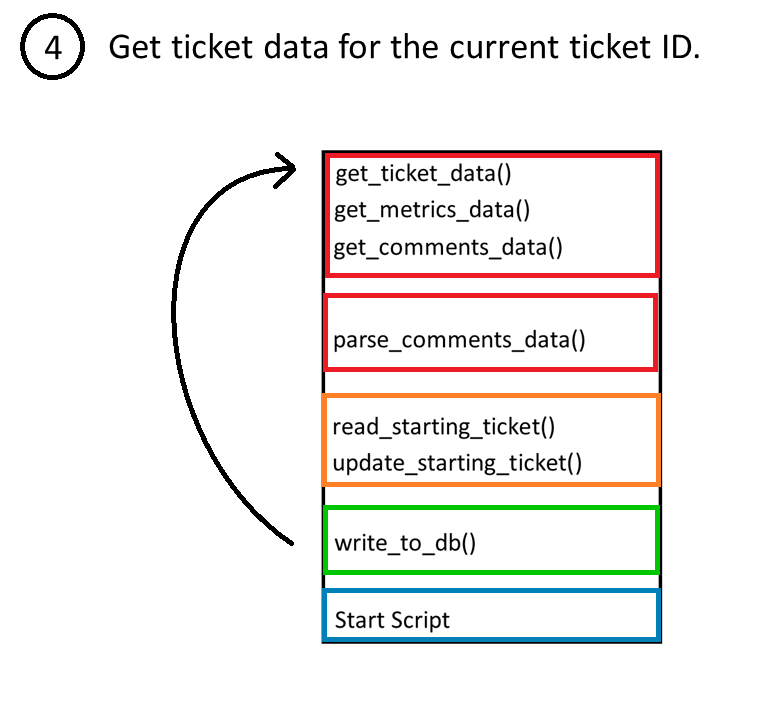 4 Get ticket data for the current ticket ID.
get_ticket_data()
get_metrics_data()
get_comments_data()
parse_comments_data()
read_starting_ticket()
update_starting_ticket()
write_to_db()
Start Script